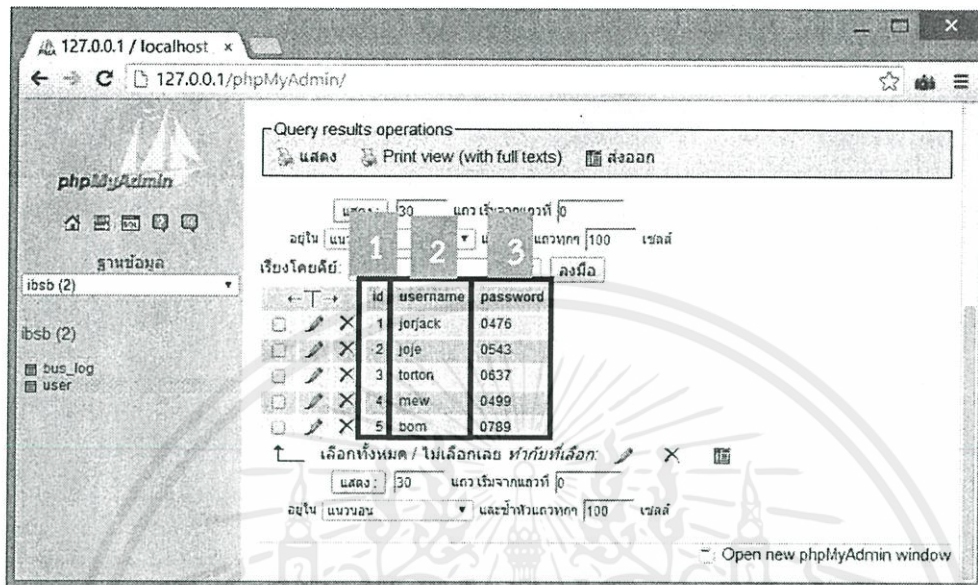 127.0.0.1 / localhost ×
127.0.0.1/phpMyAdmin/
phpMyAdmin
ฐานข้อมูล
ibsb (2)
ibsb (2)
bus_log
user
Query results operations
แสดง Print view (with full texts) ส่งออก
แสดง : 30 แถว เริ่มจากแถวที่ 0
อยู่ใน แถวทุกๆ 100 เซลล์
เรียงโดยคีย์: ลงมือ
1 2 3
←T→ id username password
1 jorjack 0476
2 joje 0543
3 torton 0637
4 mew 0499
5 bom 0789
เลือกทั้งหมด / ไม่เลือกเลย ทำกับที่เลือก:
แสดง : 30 แถว เริ่มจากแถวที่ 0
อยู่ใน แนวนอน และซ้ำหัวแถวทุกๆ 100 เซลล์
Open new phpMyAdmin window